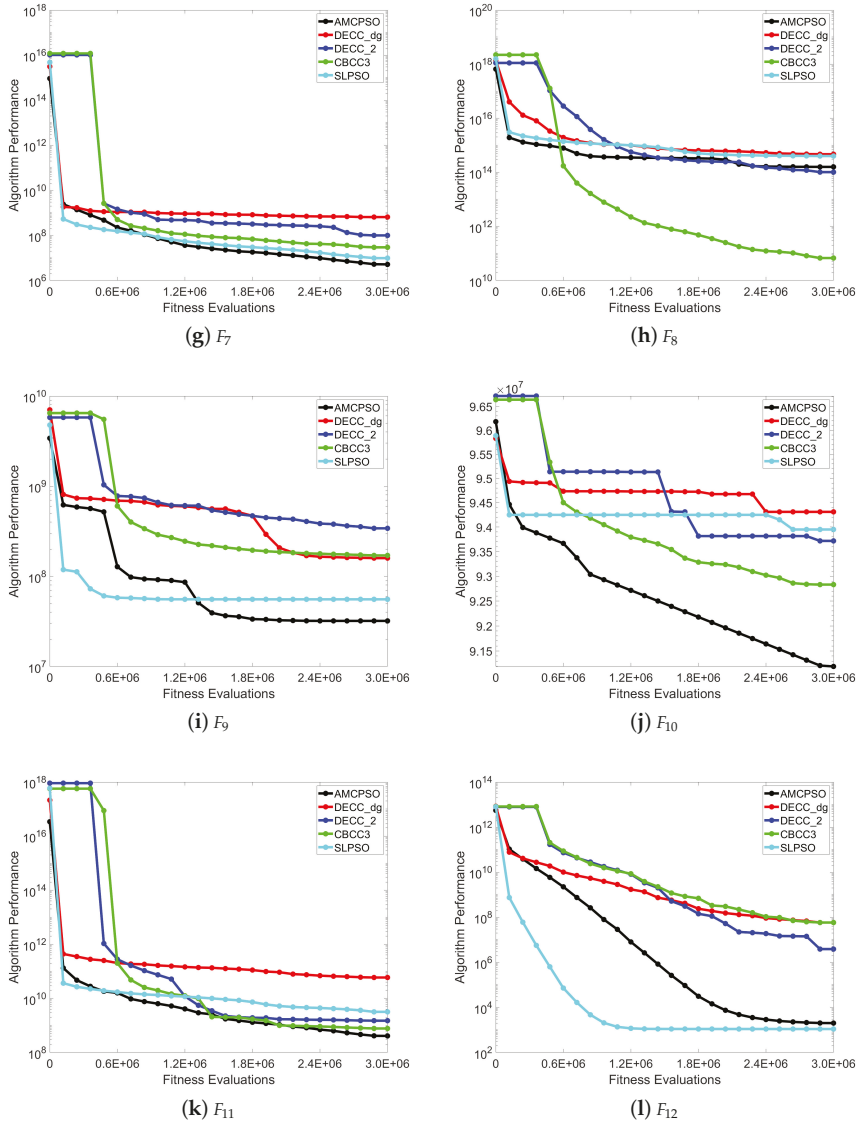 10^18
10^16
10^14
10^12
10^10
10^8
10^6
Algorithm Performance
AMCPSO
DECC_dg
DECC_2
CBCC3
SLPSO
0 0.6E+06 1.2E+06 1.8E+06 2.4E+06 3.0E+06
Fitness Evaluations
(g) F7
10^20
10^18
10^16
10^14
10^12
10^10
Algorithm Performance
AMCPSO
DECC_dg
DECC_2
CBCC3
SLPSO
0 0.6E+06 1.2E+06 1.8E+06 2.4E+06 3.0E+06
Fitness Evaluations
(h) F8
10^10
10^9
10^8
10^7
Algorithm Performance
AMCPSO
DECC_dg
DECC_2
CBCC3
SLPSO
0 0.6E+06 1.2E+06 1.8E+06 2.4E+06 3.0E+06
Fitness Evaluations
(i) F9
×10^7
9.65
9.6
9.55
9.5
9.45
9.4
9.35
9.3
9.25
9.2
9.15
Algorithm Performance
AMCPSO
DECC_dg
DECC_2
CBCC3
SLPSO
0 0.6E+06 1.2E+06 1.8E+06 2.4E+06 3.0E+06
Fitness Evaluations
(j) F10
10^18
10^16
10^14
10^12
10^10
10^8
Algorithm Performance
AMCPSO
DECC_dg
DECC_2
CBCC3
SLPSO
0 0.6E+06 1.2E+06 1.8E+06 2.4E+06 3.0E+06
Fitness Evaluations
(k) F11
10^14
10^12
10^10
10^8
10^6
10^4
10^2
Algorithm Performance
AMCPSO
DECC_dg
DECC_2
CBCC3
SLPSO
0 0.6E+06 1.2E+06 1.8E+06 2.4E+06 3.0E+06
Fitness Evaluations
(l) F12